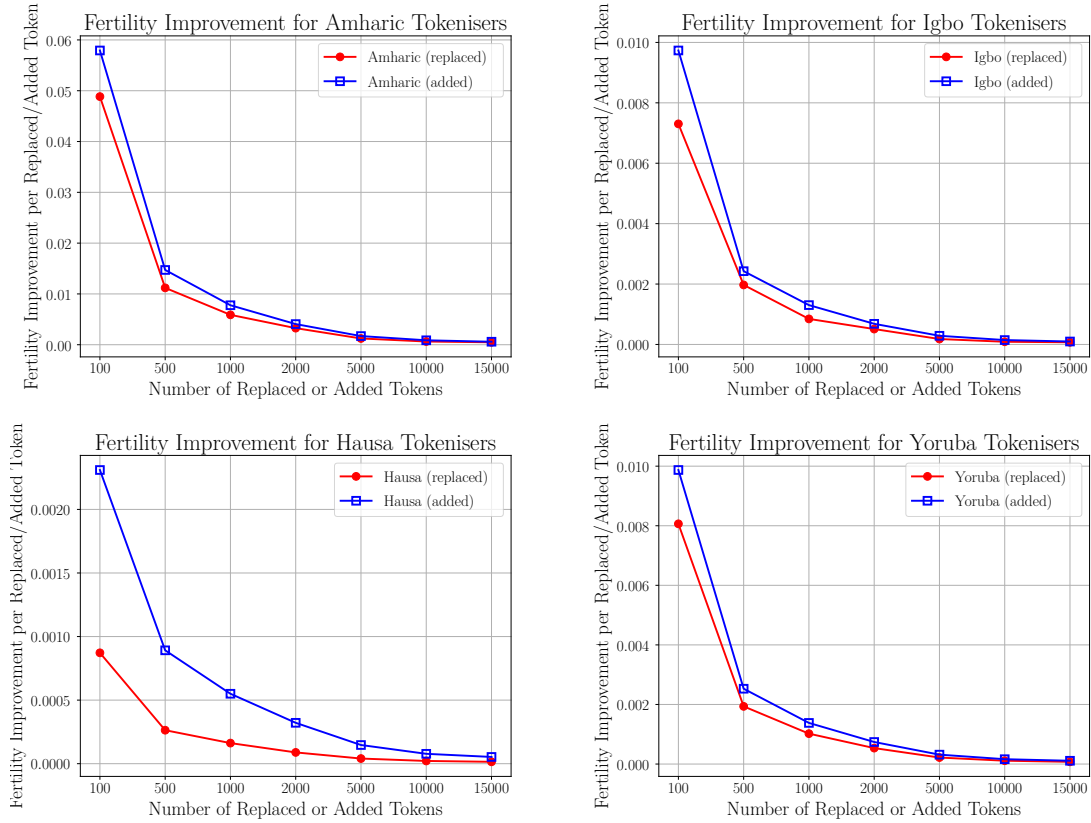 Fertility Improvement for Amharic Tokenisers
Fertility Improvement per Replaced/Added Token
0.06
0.05
0.04
0.03
0.02
0.01
0.00
Amharic (replaced)
Amharic (added)
100 500 1000 2000 5000 10000 15000
Number of Replaced or Added Tokens
Fertility Improvement for Igbo Tokenisers
Fertility Improvement per Replaced/Added Token
0.010
0.008
0.006
0.004
0.002
0.000
Igbo (replaced)
Igbo (added)
100 500 1000 2000 5000 10000 15000
Number of Replaced or Added Tokens
Fertility Improvement for Hausa Tokenisers
Fertility Improvement per Replaced/Added Token
0.0020
0.0015
0.0010
0.0005
0.0000
Hausa (replaced)
Hausa (added)
100 500 1000 2000 5000 10000 15000
Number of Replaced or Added Tokens
Fertility Improvement for Yoruba Tokenisers
Fertility Improvement per Replaced/Added Token
0.010
0.008
0.006
0.004
0.002
0.000
Yoruba (replaced)
Yoruba (added)
100 500 1000 2000 5000 10000 15000
Number of Replaced or Added Tokens